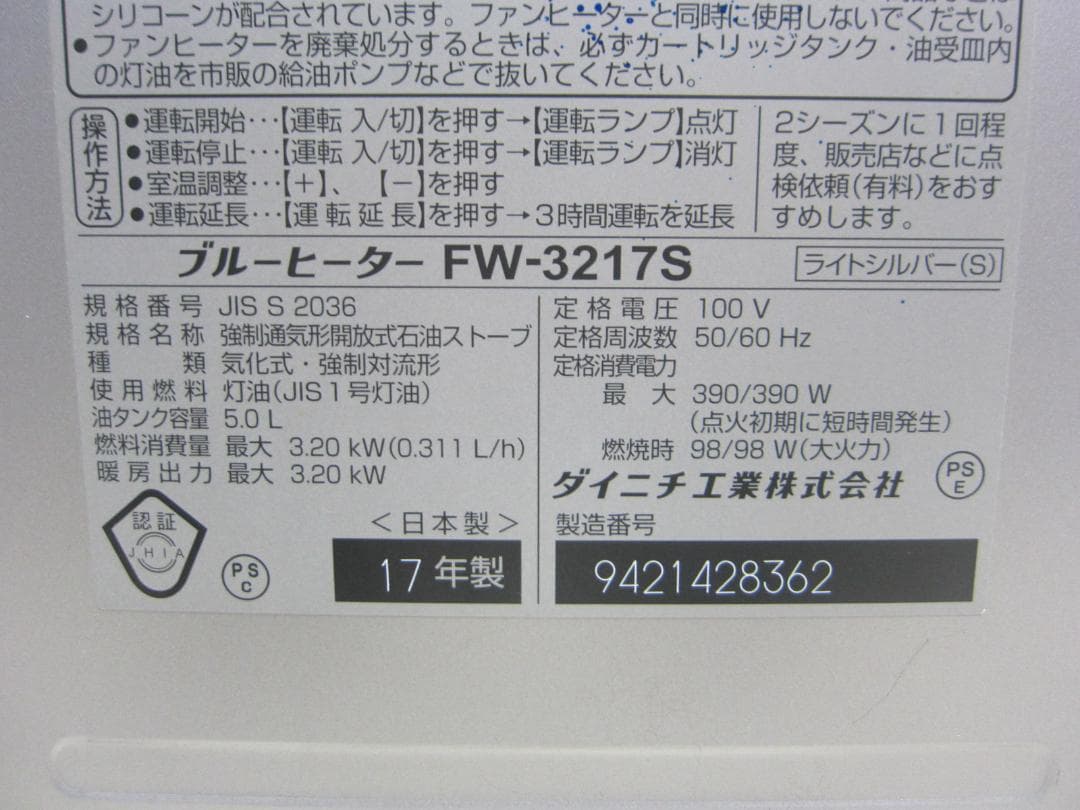 シリコーンが配合されています。ファンヒーターと同時に使用しないでください。
●ファンヒーターを廃棄処分するときは、必ずカートリッジタンク・油受皿内
の灯油を市販の給油ポンプなどで抜いてください。
操作方法
●運転開始…【運転 入/切】を押す→【運転ランプ】点灯
●運転停止…【運転 入/切】を押す→【運転ランプ】消灯
●室温調整…【+】、【−】を押す
●運転延長…【運転延長】を押す→3時間運転を延長
2シーズンに1回程
度、販売店などに点
検依頼(有料)をおす
すめします。
ブルーヒーター FW-3217S
ライトシルバー(S)
規格番号 JIS S 2036
規格名称 強制通気形開放式石油ストーブ
種類 気化式・強制対流形
使用燃料 灯油(JIS1号灯油)
油タンク容量 5.0 L
燃料消費量 最大 3.20 kW(0.311 L/h)
暖房出力 最大 3.20 kW
認証
J.H.I.A
PS
C
<日本製>
17年製
定格電圧 100 V
定格周波数 50/60 Hz
定格消費電力
最大 390/390 W
(点火初期に短時間発生)
燃焼時 98/98 W(大火力)
ダイニチ工業株式会社
PS
E
製造番号
9421428362